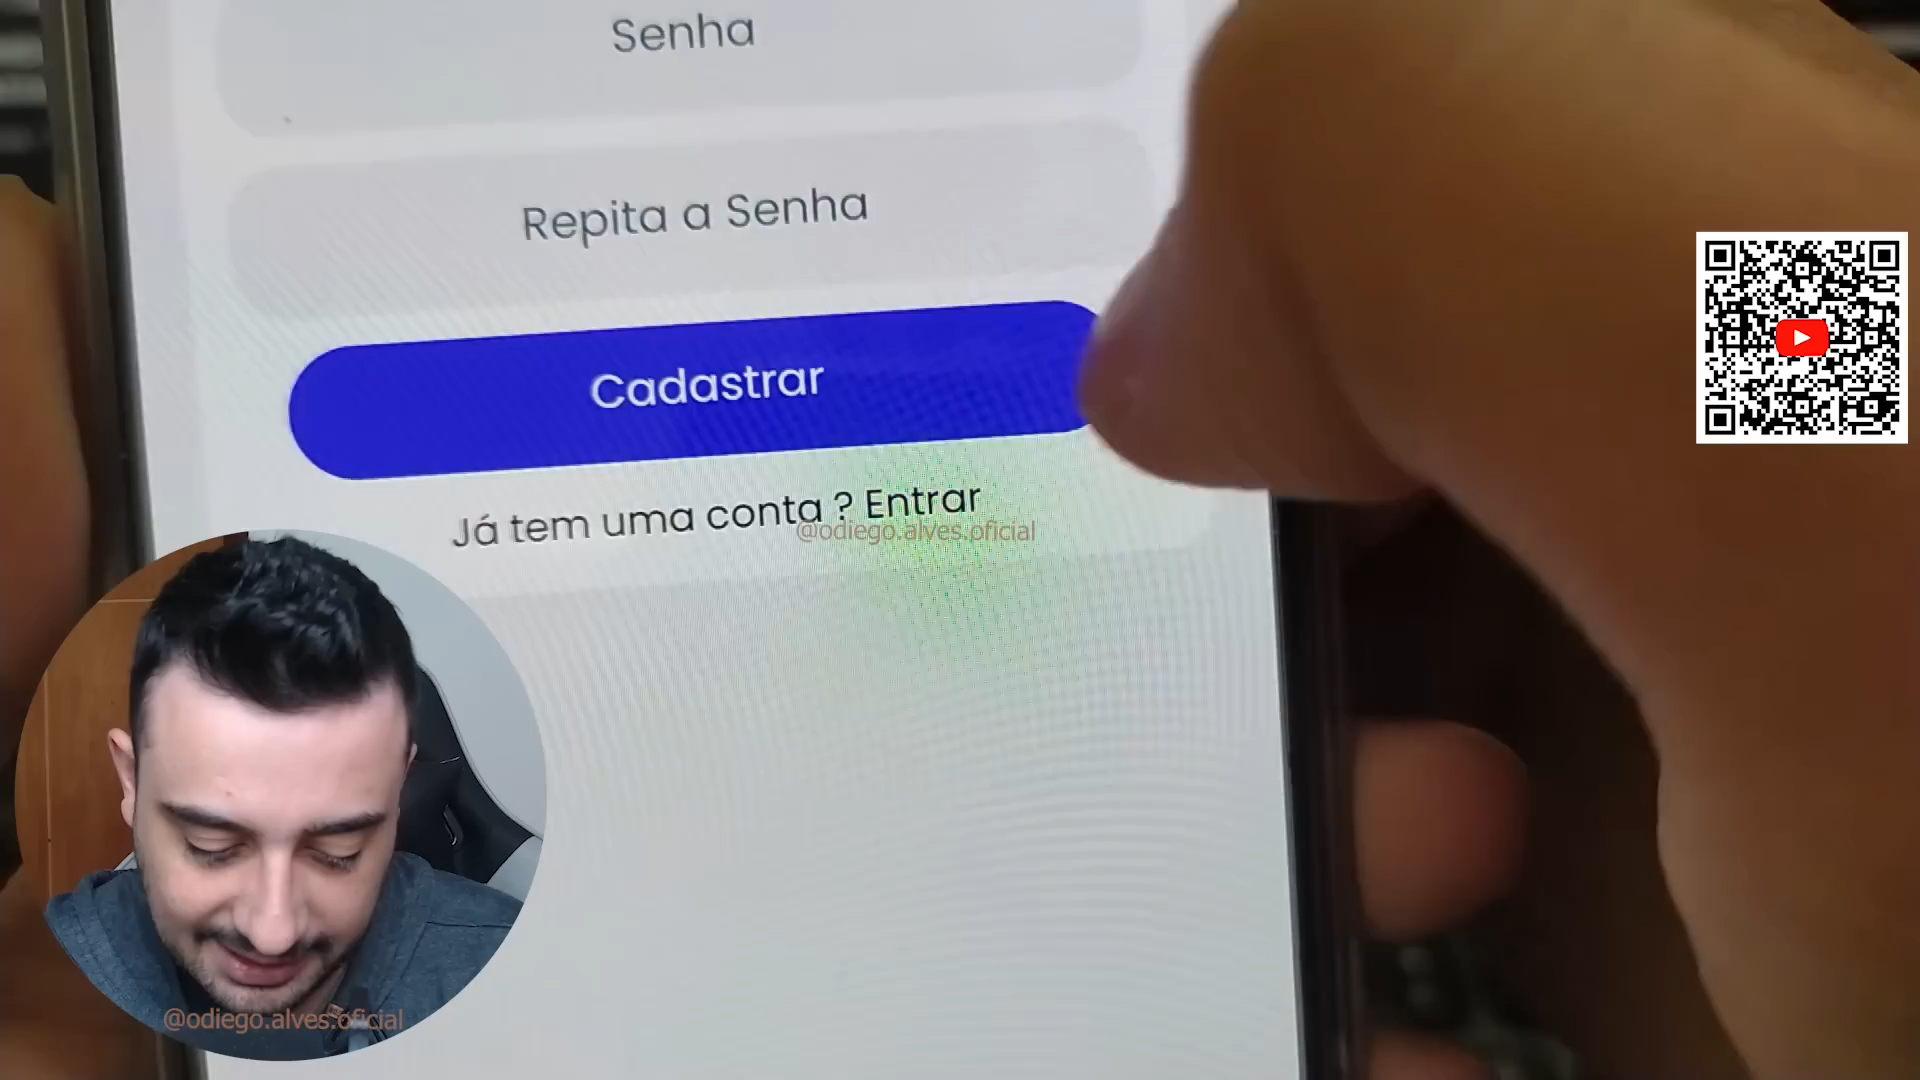 Senha
Repita a Senha
Cadastrar
Já tem uma conta ? Entrar
@odiego.alves.oficial
@odiego.alves.oficial